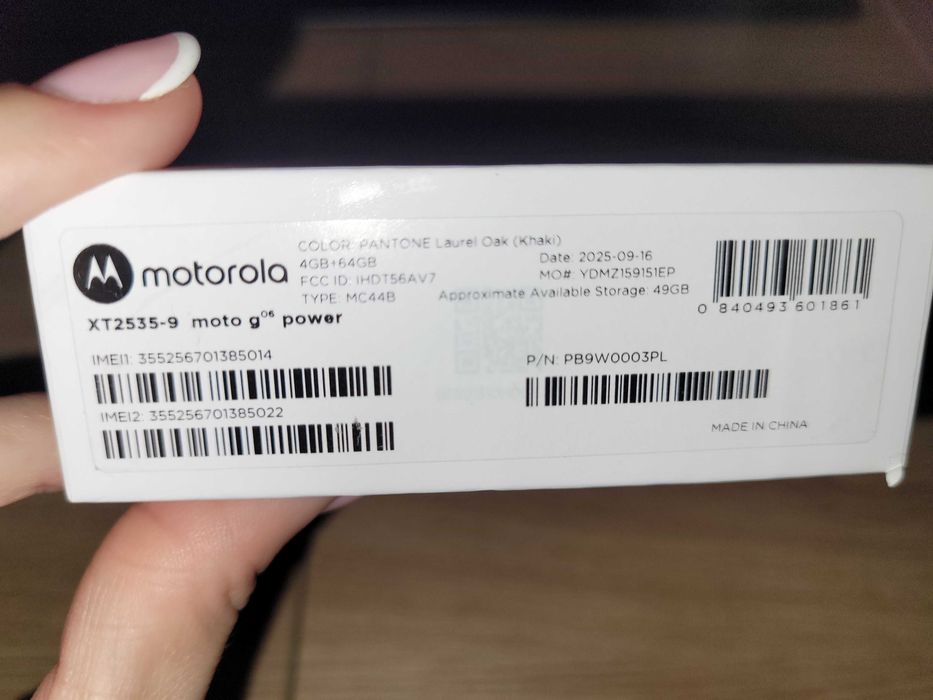 motorola
XT2535-9 moto g⁰⁶ power
COLOR: PANTONE Laurel Oak (Khaki)
4GB+64GB
FCC ID: IHDT56AV7
TYPE: MC44B
Date: 2025-09-16
MO#: YDMZ159151EP
Approximate Available Storage: 49GB
0 840493 601861
IMEI1: 355256701385014
IMEI2: 355256701385022
P/N: PB9W0003PL
MADE IN CHINA